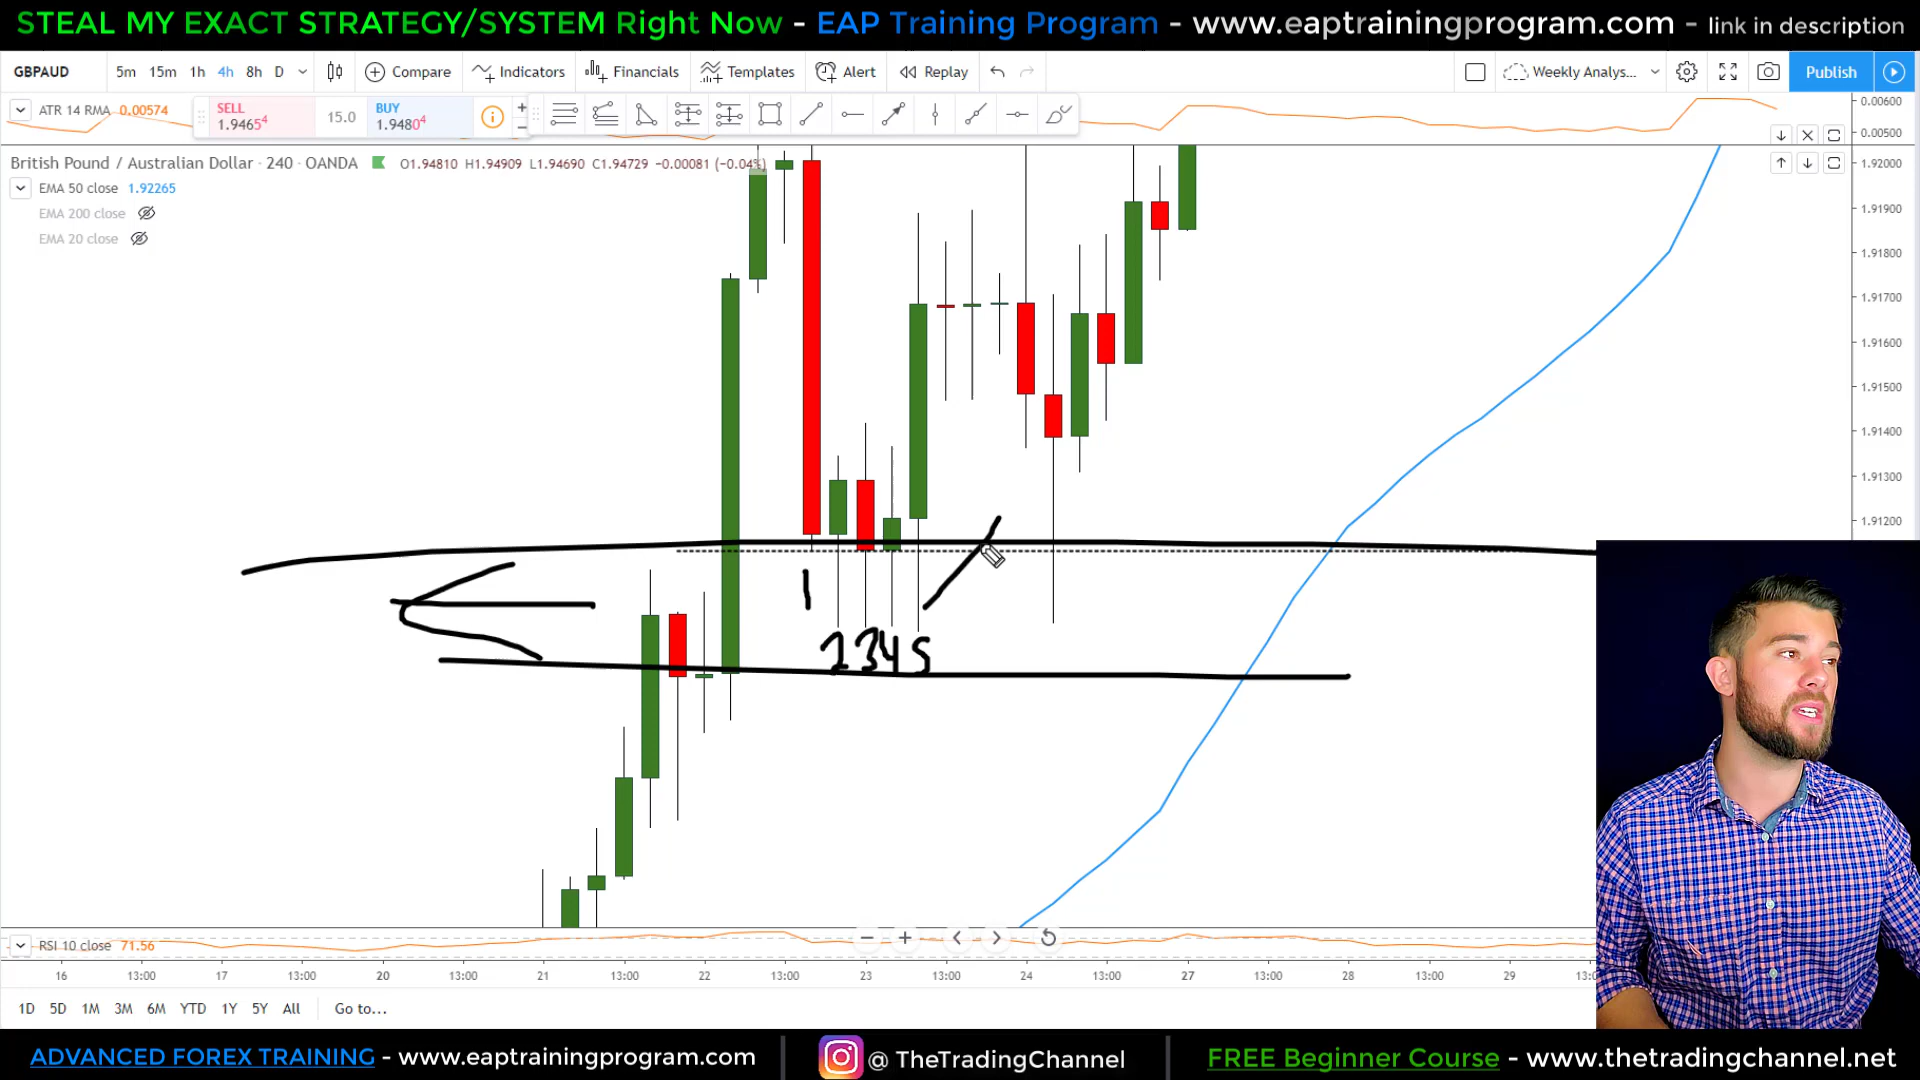 STEAL MY EXACT STRATEGY/SYSTEM Right Now - EAP Training Program - www.eaptrainingprogram.com - link in description
GBPAUD 5m 15m 1h 4h 8h D Compare Indicators Financials Templates Alert Replay Weekly Analys... Publish
ATR 14 RMA 0.00574
SELL 1.94654 15.0 BUY 1.94804
0.00600
0.00500
British Pound / Australian Dollar · 240 · OANDA O1.94810 H1.94909 L1.94690 C1.94729 -0.00081 (-0.04%)
EMA 50 close 1.92265
EMA 200 close
EMA 20 close
1.92000
1.91900
1.91800
1.91700
1.91600
1.91500
1.91400
1.91300
1.91200
1
2 3 4 5
RSI 10 close 71.56
16 13:00 17 13:00 20 13:00 21 13:00 22 13:00 23 13:00 24 13:00 27 13:00 28 13:00 29 13:0
1D 5D 1M 3M 6M YTD 1Y 5Y All Go to...
ADVANCED FOREX TRAINING - www.eaptrainingprogram.com @ TheTradingChannel FREE Beginner Course - www.thetradingchannel.net